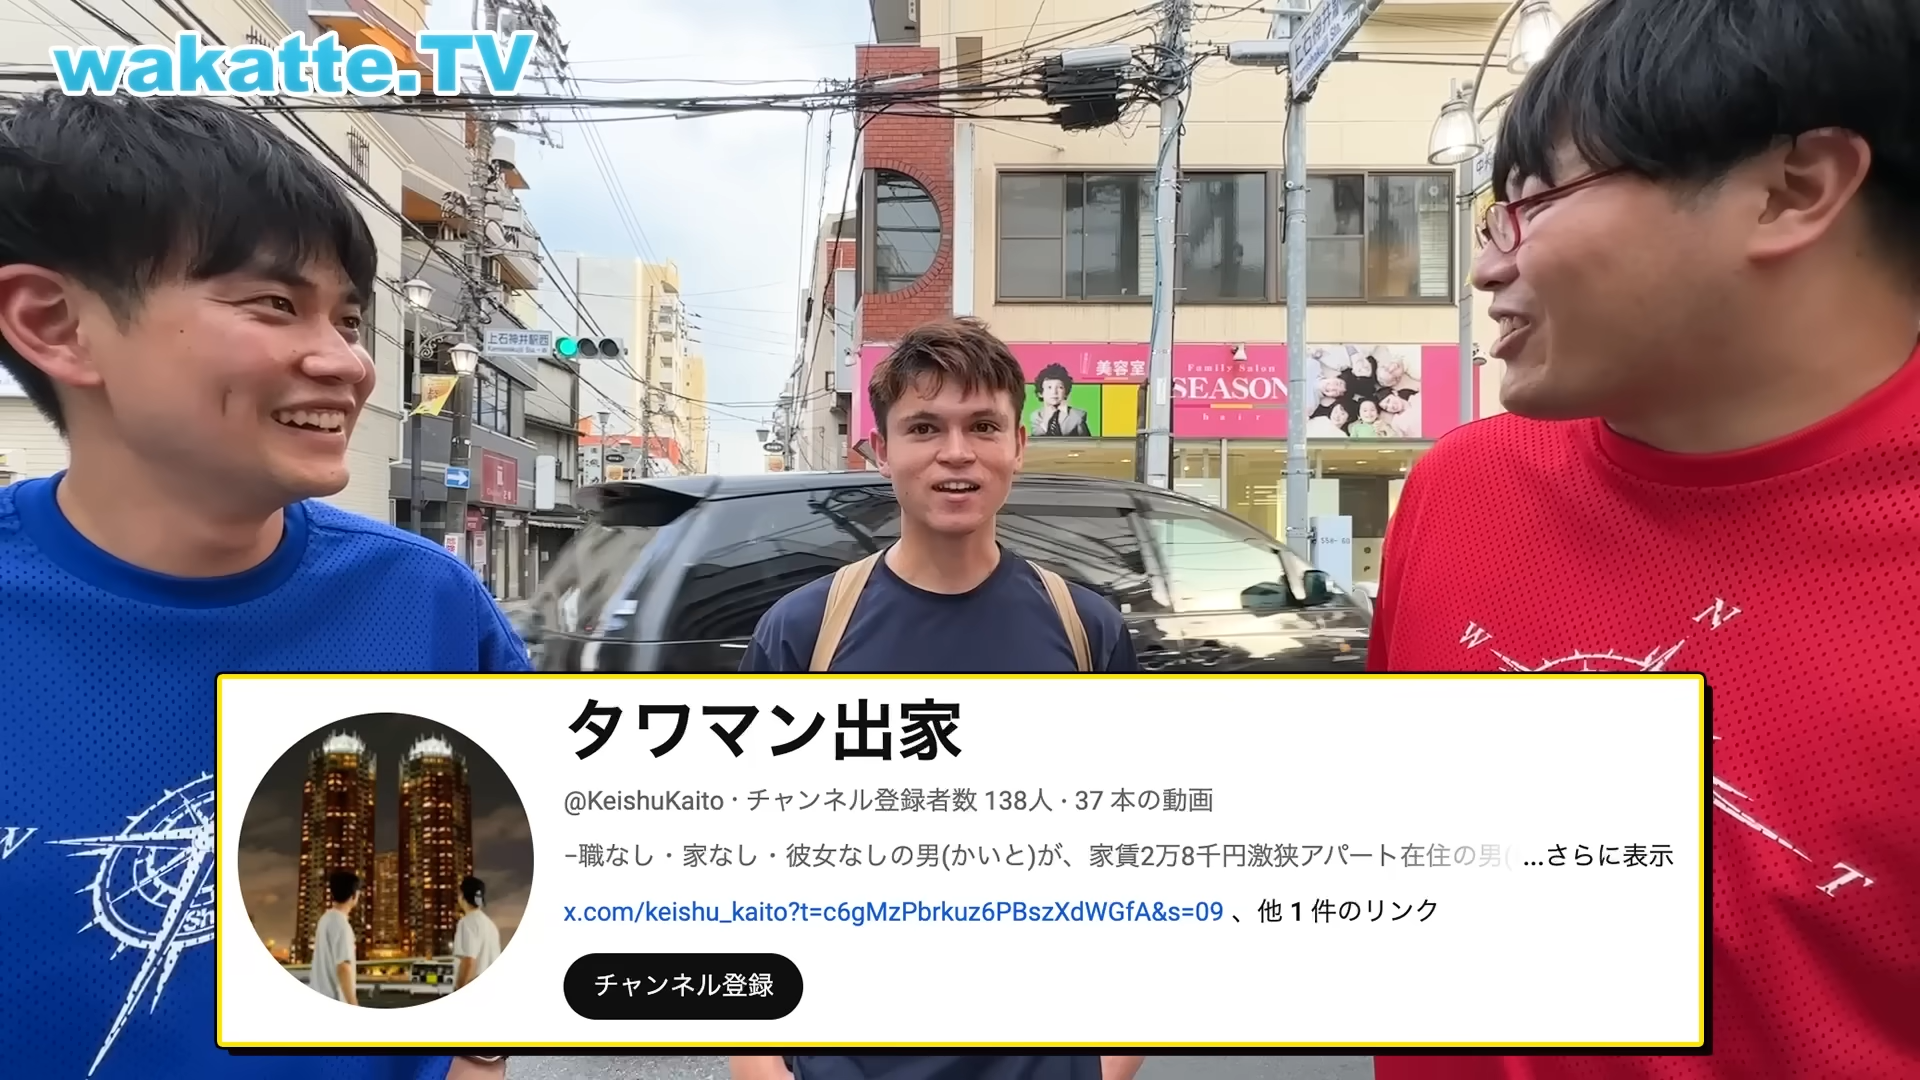 wakatte.TV
上石神井駅西
美容室
Family Salon
SEASON
hair
N
W
W
T
タワマン出家
@KeishuKaito・チャンネル登録者数 138人・37 本の動画
−職なし・家なし・彼女なしの男(かいと)が、家賃2万8千円激狭アパート在住の男( ...さらに表示
x.com/keishu_kaito?t=c6gMzPbrkuz6PBszXdWGfA&s=09 、他 1 件のリンク
チャンネル登録